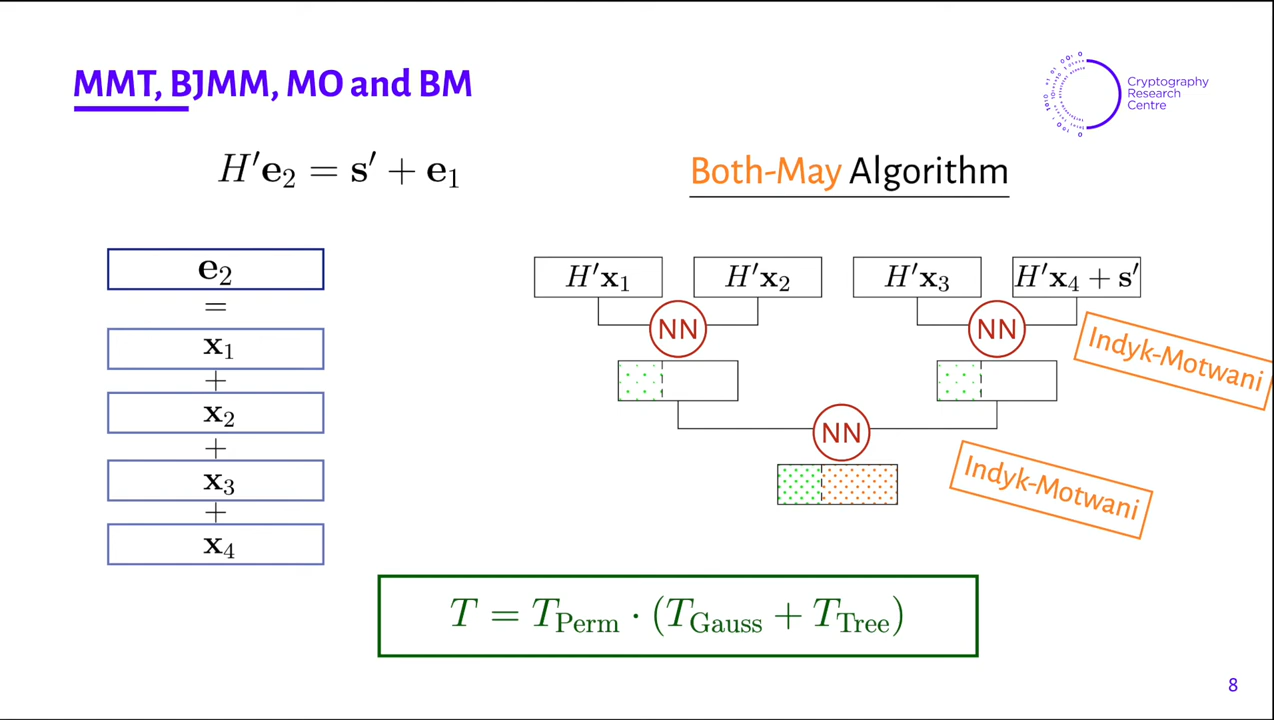 MMT, BJMM, MO and BM
Cryptography
Research
Centre
H′e₂ = s′ + e₁
Both-May Algorithm
e₂
=
x₁
+
x₂
+
x₃
+
x₄
H′x₁
H′x₂
H′x₃
H′x₄ + s′
NN
NN
Indyk-Motwani
NN
Indyk-Motwani
T = T_Perm · (T_Gauss + T_Tree)
8